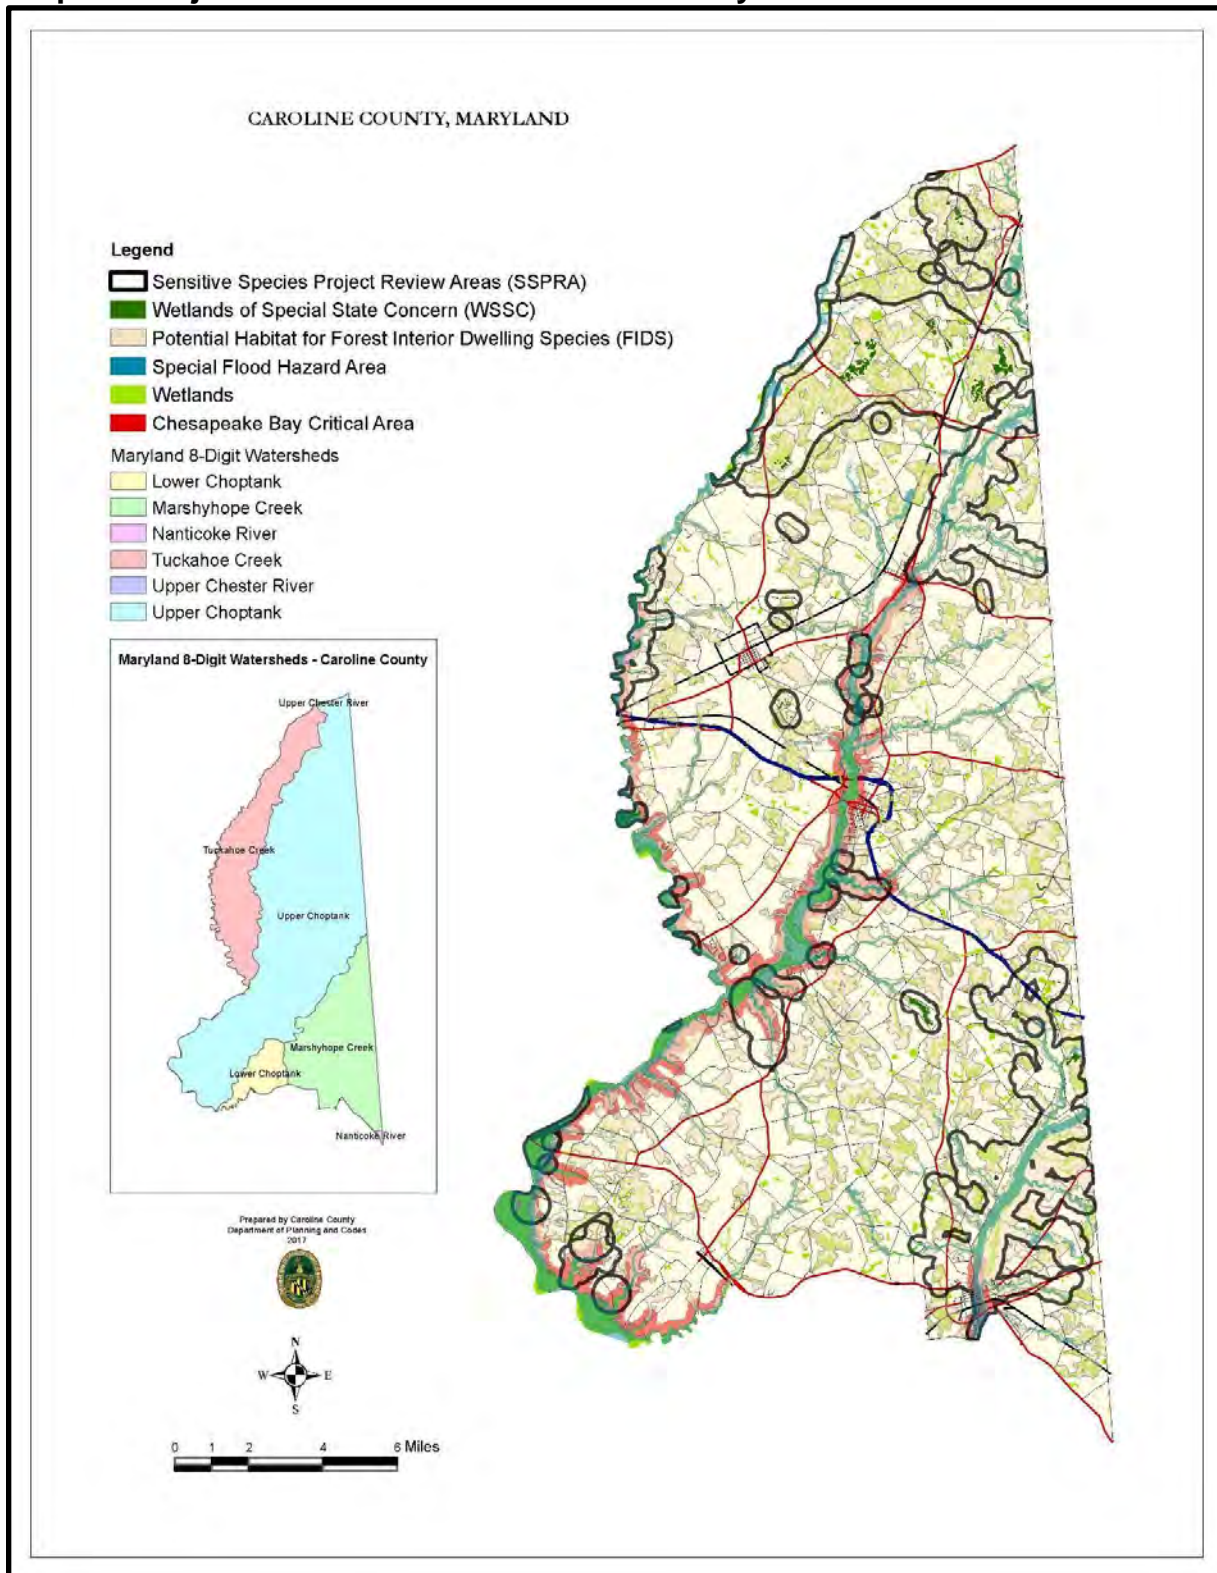 CAROLINE COUNTY, MARYLAND
Legend
Sensitive Species Project Review Areas (SSPRA)
Wetlands of Special State Concern (WSSC)
Potential Habitat for Forest Interior Dwelling Species (FIDS)
Special Flood Hazard Area
Wetlands
Chesapeake Bay Critical Area
Maryland 8-Digit Watersheds
Lower Choptank
Marshyhope Creek
Nanticoke River
Tuckahoe Creek
Upper Chester River
Upper Choptank
Maryland 8-Digit Watersheds - Caroline County
Upper Chester River
Tuckahoe Creek
Upper Choptank
Marshyhope Creek
Lower Choptank
Nanticoke River
Prepared by Caroline County
Department of Planning and Codes
2017
N
W E
S
0 1 2 4 6 Miles